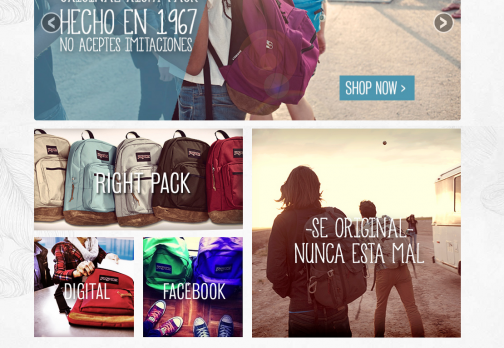 ORIGINAL RIGHT PACK
HECHO EN 1967
NO ACEPTES IMITACIONES
SHOP NOW >
RIGHT PACK
-SE ORIGINAL,
NUNCA ESTA MAL
DIGITAL
FACEBOOK